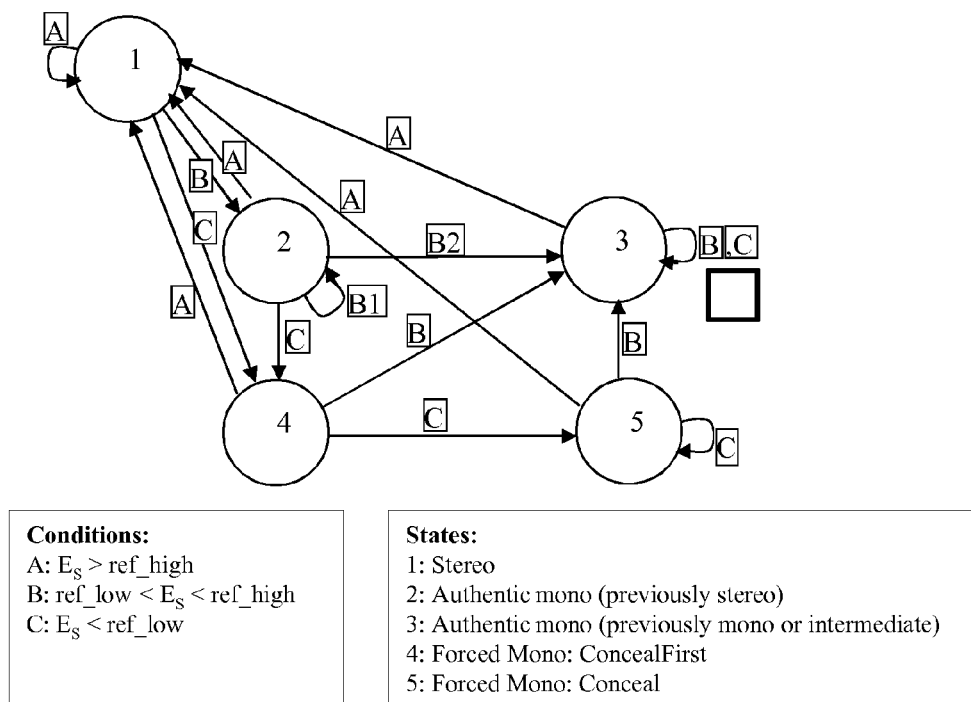 A
1
A
A
B
A
C
2
B2
3
B ,C
B1
A
C
B
B
4
C
5
C
Conditions:
A: E_S > ref_high
B: ref_low < E_S < ref_high
C: E_S < ref_low
States:
1: Stereo
2: Authentic mono (previously stereo)
3: Authentic mono (previously mono or intermediate)
4: Forced Mono: ConcealFirst
5: Forced Mono: Conceal